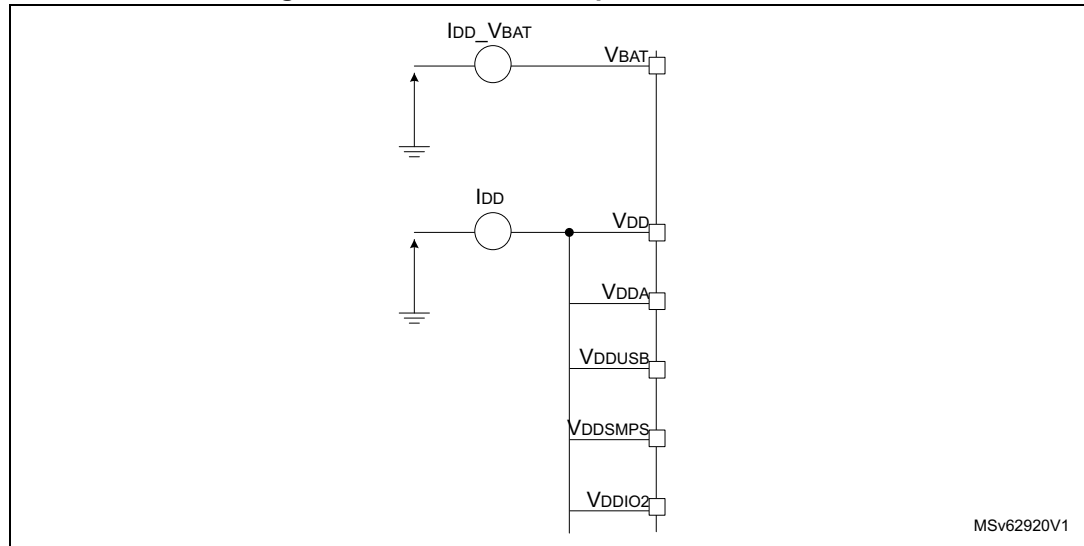 IDD_VBAT
VBAT
IDD
VDD
VDDA
VDDUSB
VDDSMPS
VDDIO2
MSv62920V1